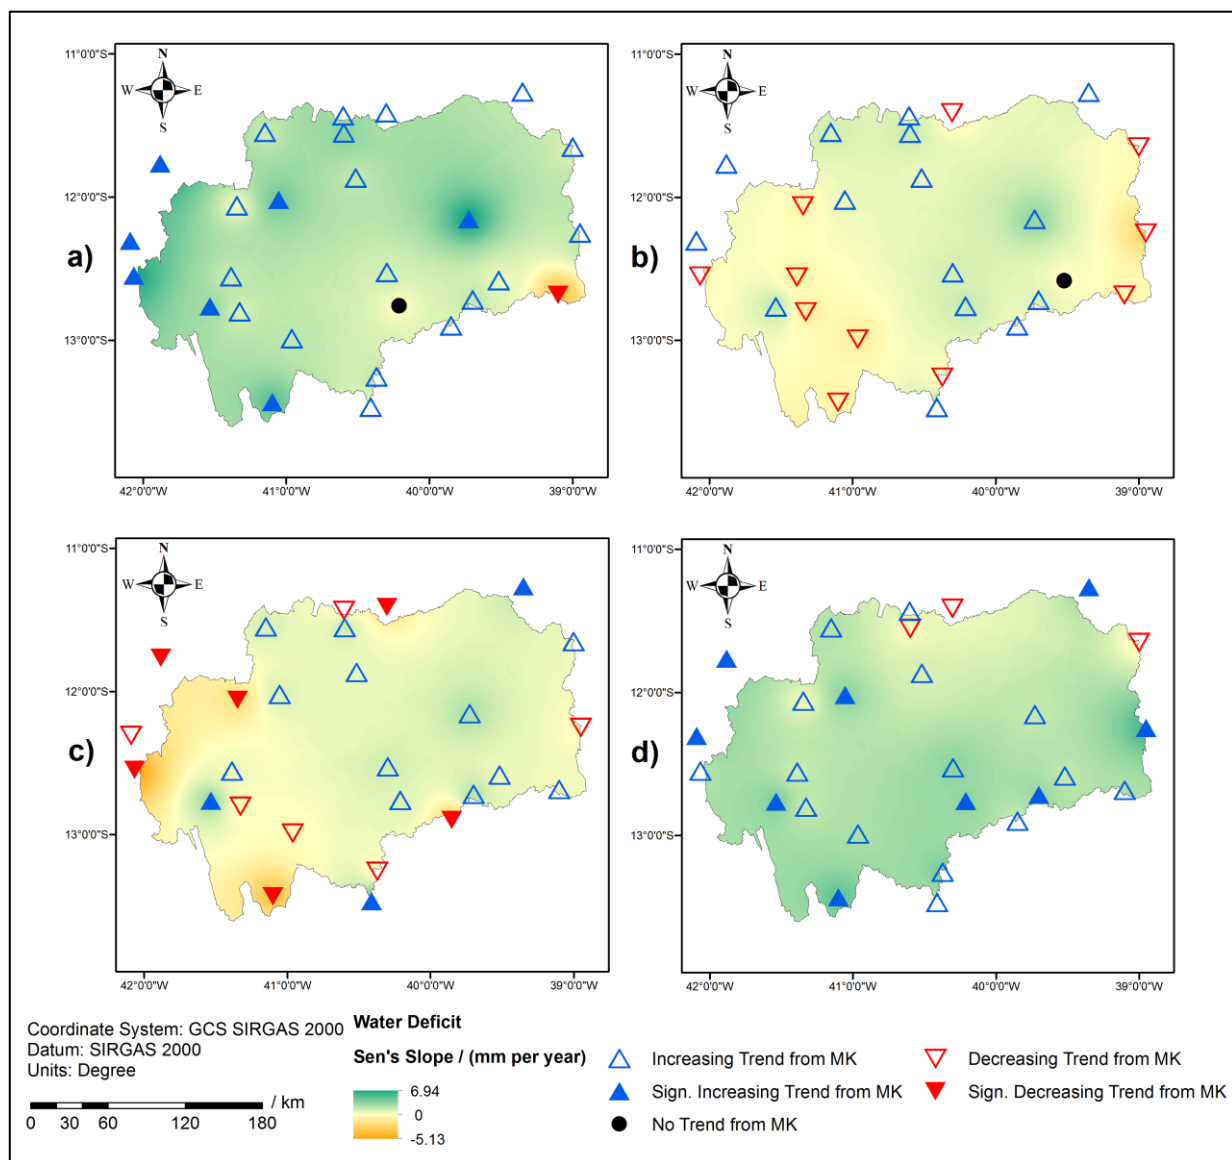 N
W E
S
11°0'0"S
12°0'0"S
13°0'0"S
a)
42°0'0"W 41°0'0"W 40°0'0"W 39°0'0"W
N
W E
S
11°0'0"S
12°0'0"S
13°0'0"S
b)
42°0'0"W 41°0'0"W 40°0'0"W 39°0'0"W
N
W E
S
11°0'0"S
12°0'0"S
13°0'0"S
c)
42°0'0"W 41°0'0"W 40°0'0"W 39°0'0"W
N
W E
S
11°0'0"S
12°0'0"S
13°0'0"S
d)
42°0'0"W 41°0'0"W 40°0'0"W 39°0'0"W
Coordinate System: GCS SIRGAS 2000
Datum: SIRGAS 2000
Units: Degree
/ km
0 30 60 120 180
Water Deficit
Sen's Slope / (mm per year)
6.94
0
-5.13
Increasing Trend from MK
Sign. Increasing Trend from MK
No Trend from MK
Decreasing Trend from MK
Sign. Decreasing Trend from MK